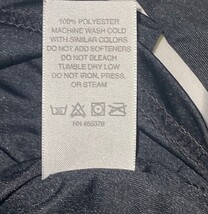 100% POLYESTER
MACHINE WASH COLD
WITH SIMILAR COLORS
DO NOT ADD SOFTENERS
DO NOT BLEACH
TUMBLE DRY LOW
DO NOT IRON, PRESS,
OR STEAM
RN